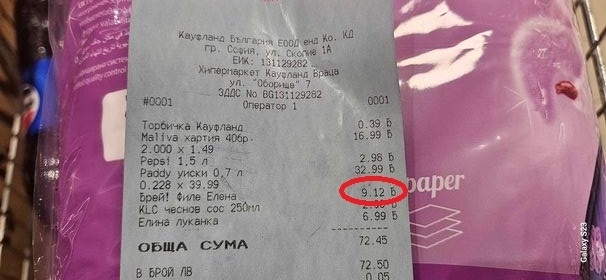 Кауфланд България ЕООД енд Ко. КД
гр. София, ул. Скопие 1А
ЕИК: 131129282
Хипермаркет Кауфланд Враца
ул. "Оборище" 7
ЗДДС No BG131129282
#0001 Оператор 1 0001
Торбичка Кауфланд 0.39 Б
Maliva хартия 40бр. 16.99 Б
2.000 x 1.49
Pepsi 1,5 л 2.98 Б
Paddy уиски 0,7 л 32.99 Б
0.228 x 39.99
Брей! Филе Елена 9.12 Б
KLC чеснов сос 250мл Б
Елина луканка 6.99 Б
ОБЩА СУМА 72.45
В БРОЙ ЛВ 72.50
0.05
paper
quality control
Galaxy S23